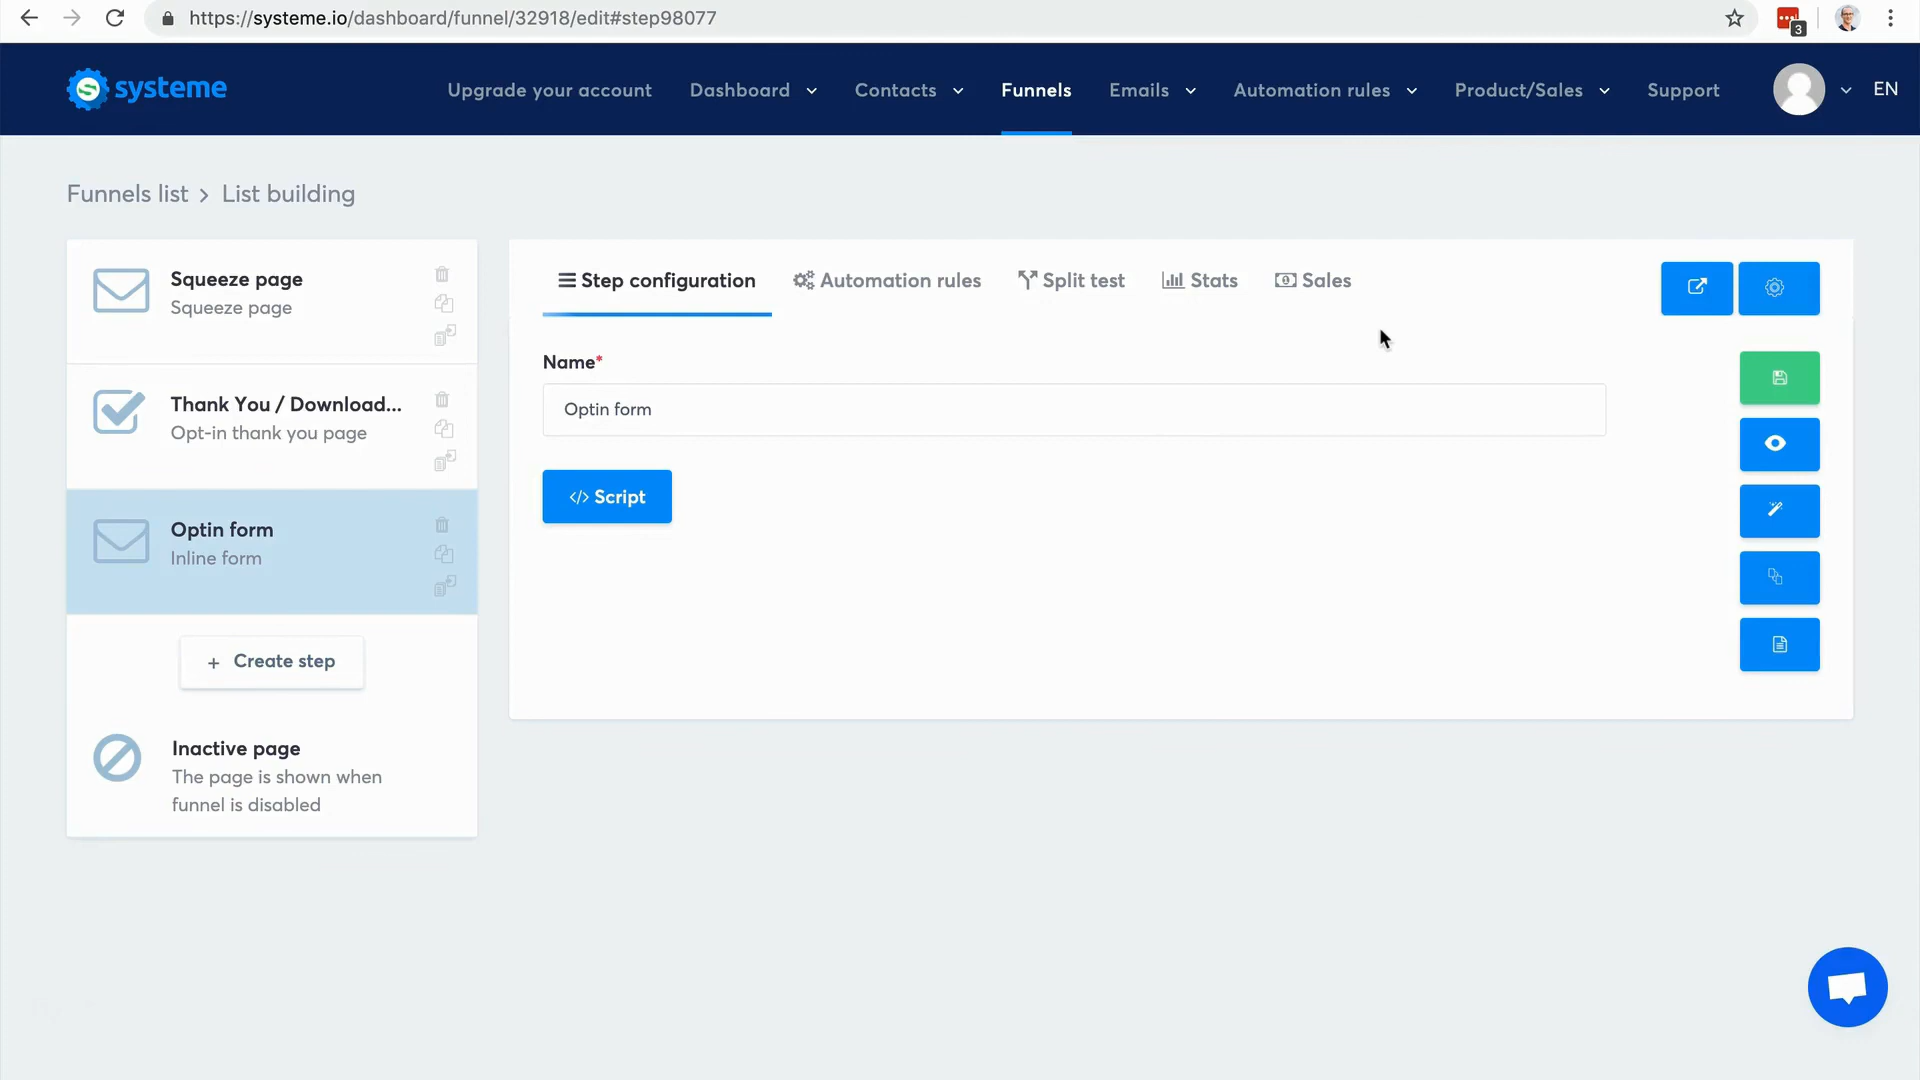 https://systeme.io/dashboard/funnel/32918/edit#step98077
3
systeme
Upgrade your account
Dashboard
Contacts
Funnels
Emails
Automation rules
Product/Sales
Support
EN
Funnels list > List building
Squeeze page
Squeeze page
Thank You / Download...
Opt-in thank you page
Optin form
Inline form
+ Create step
Inactive page
The page is shown when
funnel is disabled
Step configuration
Automation rules
Split test
Stats
Sales
Name*
Optin form
</> Script